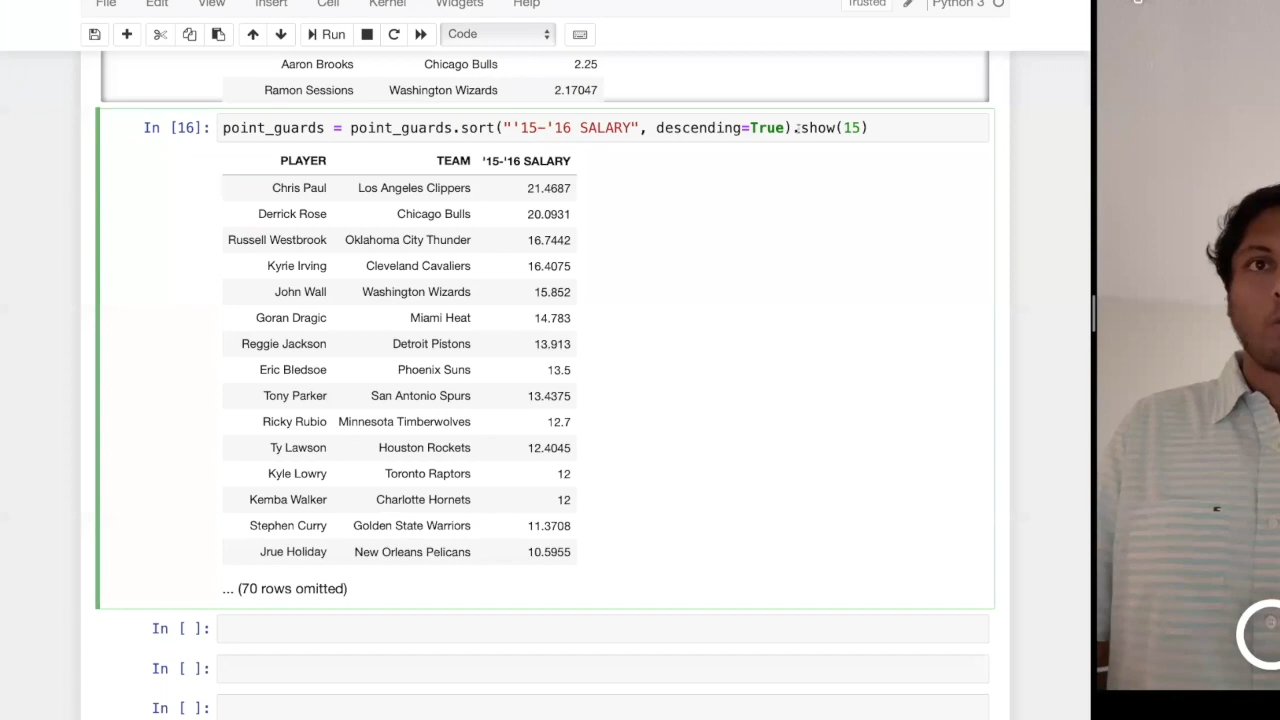 File Edit View Insert Cell Kernel Widgets Help Trusted Python 3
Run Code
Aaron Brooks Chicago Bulls 2.25
Ramon Sessions Washington Wizards 2.17047
In [16]: point_guards = point_guards.sort("'15-'16 SALARY", descending=True).show(15)
PLAYER TEAM '15-'16 SALARY
Chris Paul Los Angeles Clippers 21.4687
Derrick Rose Chicago Bulls 20.0931
Russell Westbrook Oklahoma City Thunder 16.7442
Kyrie Irving Cleveland Cavaliers 16.4075
John Wall Washington Wizards 15.852
Goran Dragic Miami Heat 14.783
Reggie Jackson Detroit Pistons 13.913
Eric Bledsoe Phoenix Suns 13.5
Tony Parker San Antonio Spurs 13.4375
Ricky Rubio Minnesota Timberwolves 12.7
Ty Lawson Houston Rockets 12.4045
Kyle Lowry Toronto Raptors 12
Kemba Walker Charlotte Hornets 12
Stephen Curry Golden State Warriors 11.3708
Jrue Holiday New Orleans Pelicans 10.5955
... (70 rows omitted)
In [ ]:
In [ ]:
In [ ]: